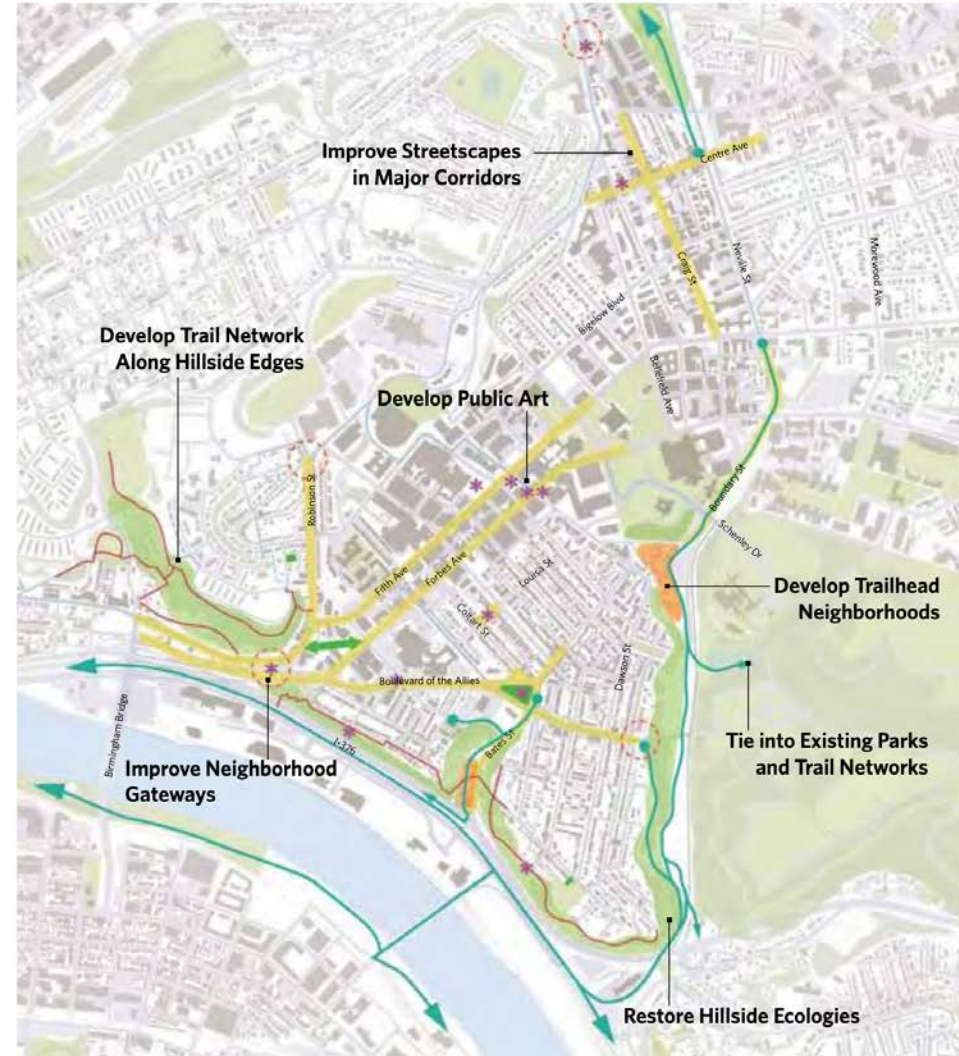 Improve Streetscapes
in Major Corridors
Centre Ave
Craig St
Neville St
Morewood Ave
Bigelow Blvd
Bellefield Ave
Develop Trail Network
Along Hillside Edges
Develop Public Art
Robinson St
Boundary St
Schenley Dr
Fifth Ave
Forbes Ave
Louisa St
Coltart St
Develop Trailhead
Neighborhoods
Dawson St
Boulevard of the Allies
Bates St
Tie into Existing Parks
and Trail Networks
I-376
Birmingham Bridge
Improve Neighborhood
Gateways
Restore Hillside Ecologies